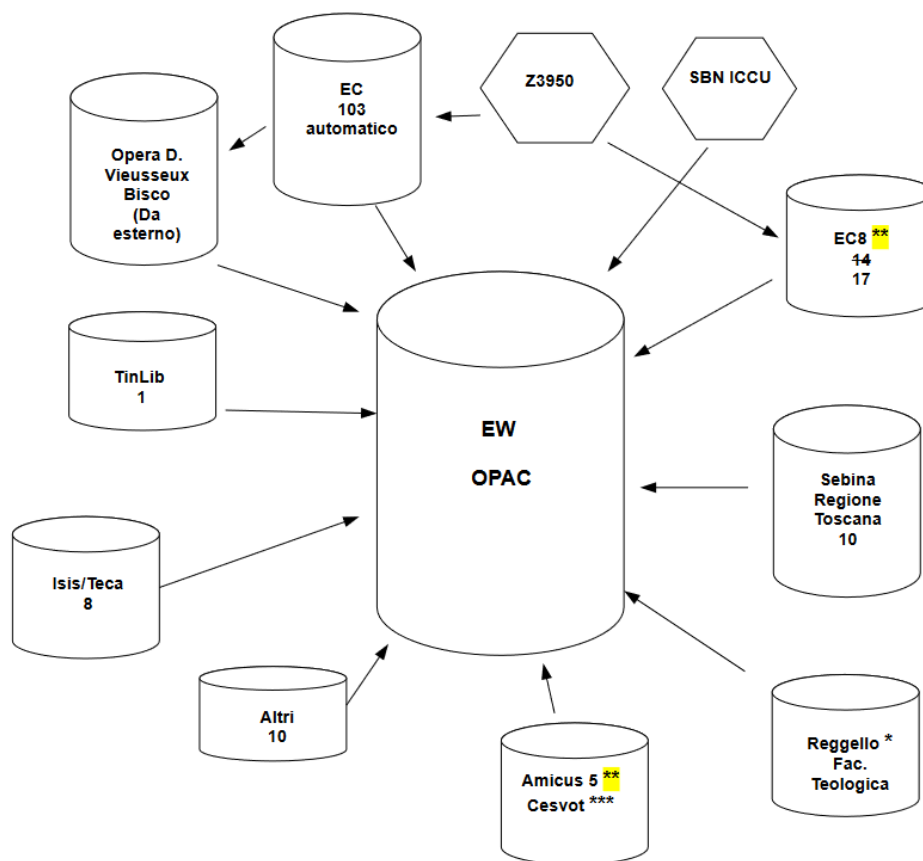 EC
103
automatico
Z3950
SBN ICCU
Opera D.
Vieusseux
Bisco
(Da
esterno)
EC8 **
14
17
TinLib
1
EW
OPAC
Sebina
Regione
Toscana
10
Isis/Teca
8
Altri
10
Amicus 5 **
Cesvot ***
Reggello *
Fac.
Teologica